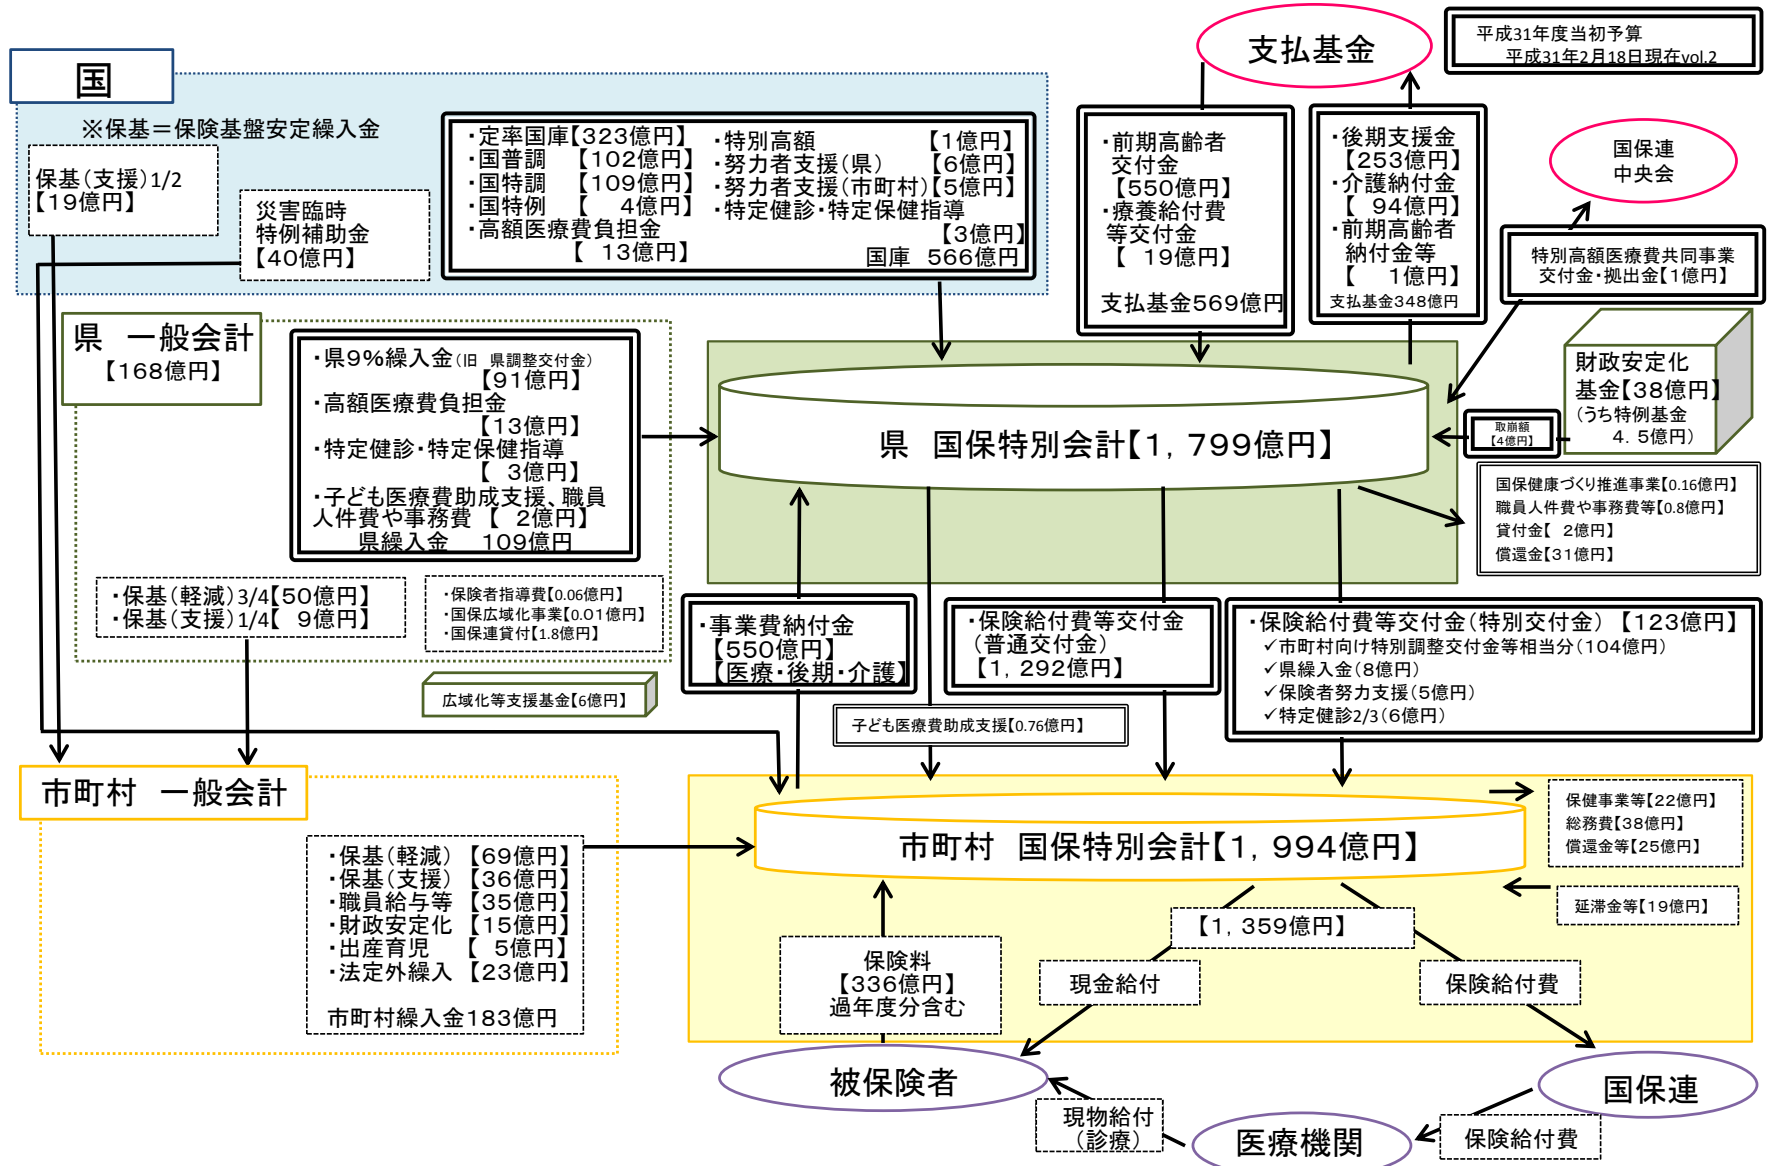 支払基金
平成31年度当初予算
平成31年2月18日現在vol.2
国
※保基＝保険基盤安定繰入金
保基（支援）1/2
【19億円】
災害臨時
特例補助金
【40億円】
・定率国庫【323億円】
・国普調　【102億円】
・国特調　【109億円】
・国特例　【　4億円】
・高額医療費負担金
【　13億円】
・特別高額　【1億円】
・努力者支援（県）　【6億円】
・努力者支援（市町村）【5億円】
・特定健診・特定保健指導
【3億円】
国庫　566億円
・前期高齢者
交付金
【550億円】
・療養給付費
等交付金
【　19億円】
支払基金569億円
・後期支援金
【253億円】
・介護納付金
【　94億円】
・前期高齢者
納付金等
【　1億円】
支払基金348億円
国保連
中央会
特別高額医療費共同事業
交付金・拠出金【1億円】
県　一般会計
【168億円】
・県9％繰入金（旧　県調整交付金）
【91億円】
・高額医療費負担金
【13億円】
・特定健診・特定保健指導
【　3億円】
・子ども医療費助成支援、職員
人件費や事務費　【　2億円】
県繰入金　109億円
県　国保特別会計【1，799億円】
財政安定化
基金【38億円】
（うち特例基金
4．5億円）
取崩額
【4億円】
国保健康づくり推進事業【0.16億円】
職員人件費や事務費等【0.8億円】
貸付金【　2億円】
償還金【31億円】
・保基（軽減）3/4【50億円】
・保基（支援）1/4【　9億円】
・保険者指導費【0.06億円】
・国保広域化事業【0.01億円】
・国保連貸付【1.8億円】
広域化等支援基金【6億円】
・事業費納付金
【550億円】
【医療・後期・介護】
・保険給付費等交付金
（普通交付金）
【1，292億円】
・保険給付費等交付金（特別交付金）　【123億円】
✓市町村向け特別調整交付金等相当分（104億円）
✓県繰入金（8億円）
✓保険者努力支援（5億円）
✓特定健診2/3（6億円）
子ども医療費助成支援【0.76億円】
市町村　一般会計
・保基（軽減）　【69億円】
・保基（支援）　【36億円】
・職員給与等　【35億円】
・財政安定化　【15億円】
・出産育児　【　5億円】
・法定外繰入　【23億円】
市町村繰入金183億円
市町村　国保特別会計【1，994億円】
保健事業等【22億円】
総務費【38億円】
償還金等【25億円】
延滞金等【19億円】
【1，359億円】
保険料
【336億円】
過年度分含む
現金給付
保険給付費
被保険者
国保連
現物給付
（診療）
医療機関
保険給付費